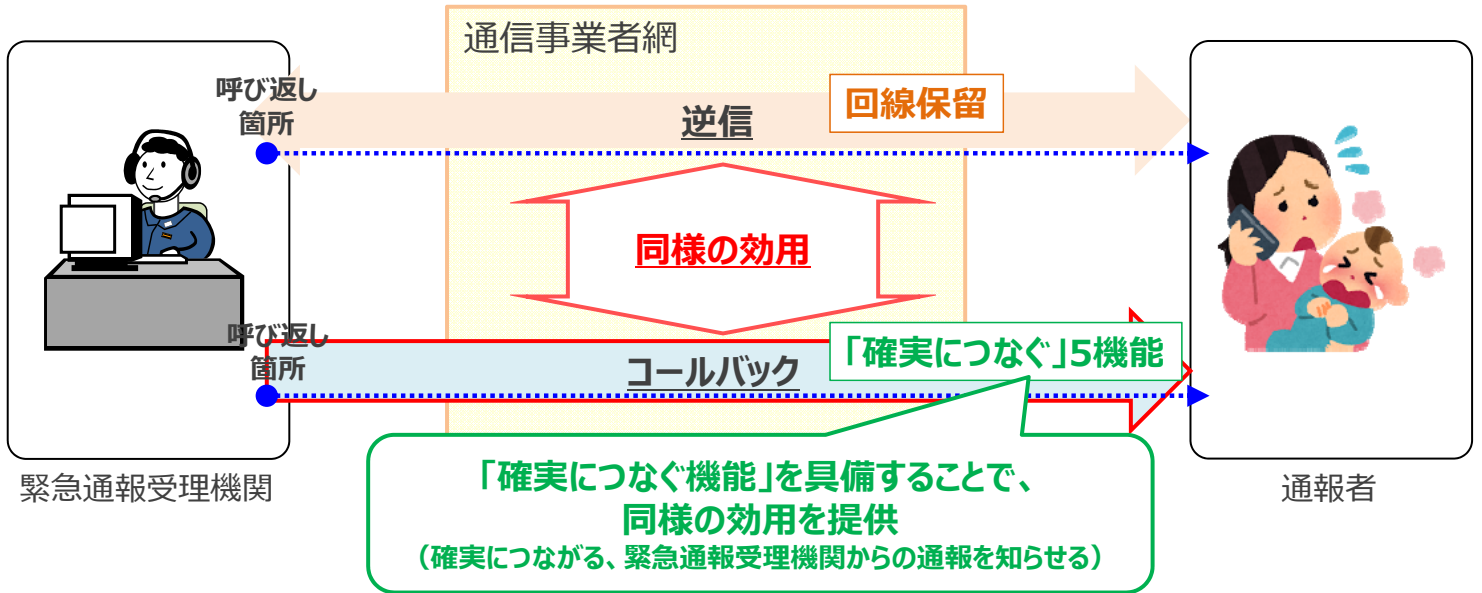 通信事業者網
呼び返し
箇所
逆信
回線保留
同様の効用
呼び返し
箇所
コールバック
「確実につなぐ」5機能
緊急通報受理機関
通報者
「確実につなぐ機能」を具備することで、
同様の効用を提供
（確実につながる、緊急通報受理機関からの通報を知らせる）